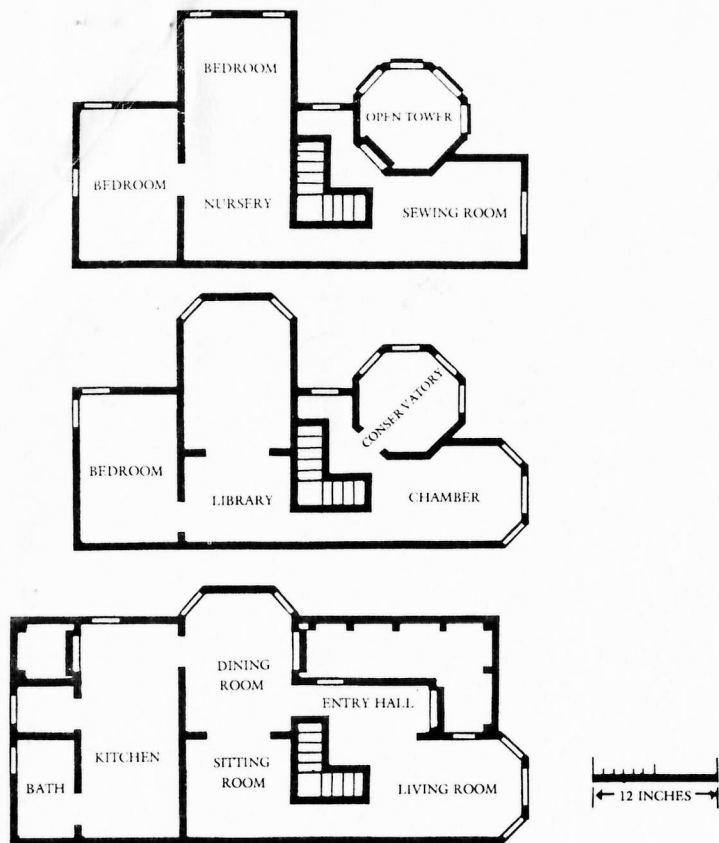 BEDROOM
OPEN TOWER
BEDROOM
NURSERY
SEWING ROOM
CONSERVATORY
BEDROOM
LIBRARY
CHAMBER
DINING
ROOM
ENTRY HALL
KITCHEN
SITTING
ROOM
BATH
LIVING ROOM
12 INCHES